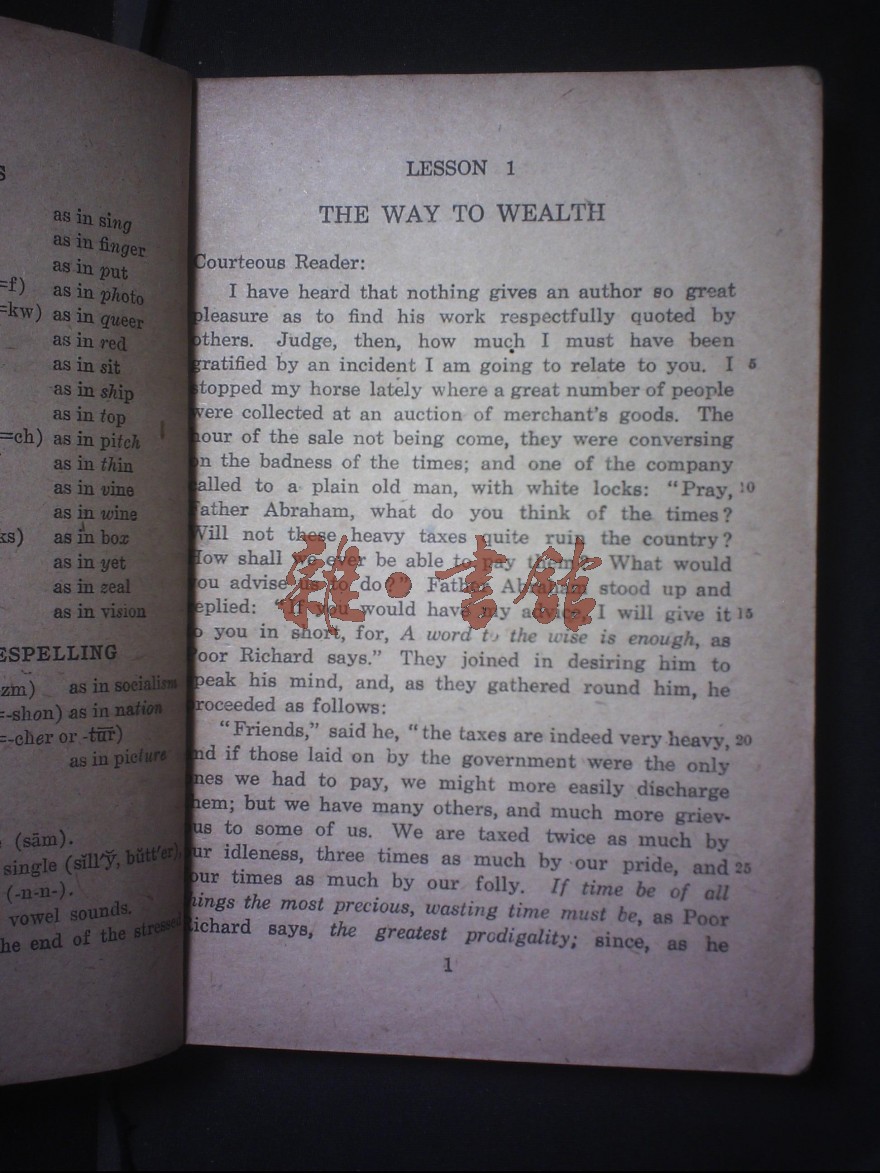 S
as in sing
as in finger
as in put
=f) as in photo
=kw) as in queer
as in red
as in sit
as in ship
as in top
=ch) as in pitch
as in thin
as in vine
as in wine
ks) as in box
as in yet
as in zeal
as in vision
ESPELLING
zm) as in socialism
=-shon) as in nation
=-cher or -tūr)
as in picture
(sām).
single (sĭll′y̆, bŭtt′er),
(-n-n-).
vowel sounds.
he end of the stressed
LESSON 1
THE WAY TO WEALTH
Courteous Reader:
I have heard that nothing gives an author so great
pleasure as to find his work respectfully quoted by
others. Judge, then, how much I must have been
gratified by an incident I am going to relate to you. I 5
stopped my horse lately where a great number of people
were collected at an auction of merchant's goods. The
hour of the sale not being come, they were conversing
on the badness of the times; and one of the company
called to a plain old man, with white locks: "Pray, 10
Father Abraham, what do you think of the times?
Will not these heavy taxes quite ruin the country?
How shall we ever be able to pay them? What would
you advise us to do?" Father Abraham stood up and
replied: "If you would have my advice, I will give it 15
to you in short, for, A word to the wise is enough, as
Poor Richard says." They joined in desiring him to
speak his mind, and, as they gathered round him, he
proceeded as follows:
"Friends," said he, "the taxes are indeed very heavy, 20
and if those laid on by the government were the only
ones we had to pay, we might more easily discharge
them; but we have many others, and much more griev-
ous to some of us. We are taxed twice as much by
our idleness, three times as much by our pride, and 25
four times as much by our folly. If time be of all
things the most precious, wasting time must be, as Poor
Richard says, the greatest prodigality; since, as he
1
雜·書館